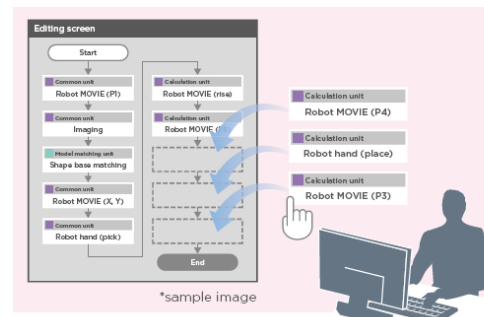 Editing screen
Start
Common unit
Robot MOVIE (P1)
Common unit
Imaging
Model matching unit
Shape base matching
Common unit
Robot MOVIE (X, Y)
Common unit
Robot hand (pick)
Calculation unit
Robot MOVIE (rise)
Calculation unit
Robot MOVIE
End
Calculation unit
Robot MOVIE (P4)
Calculation unit
Robot hand (place)
Calculation unit
Robot MOVIE (P3)
*sample image